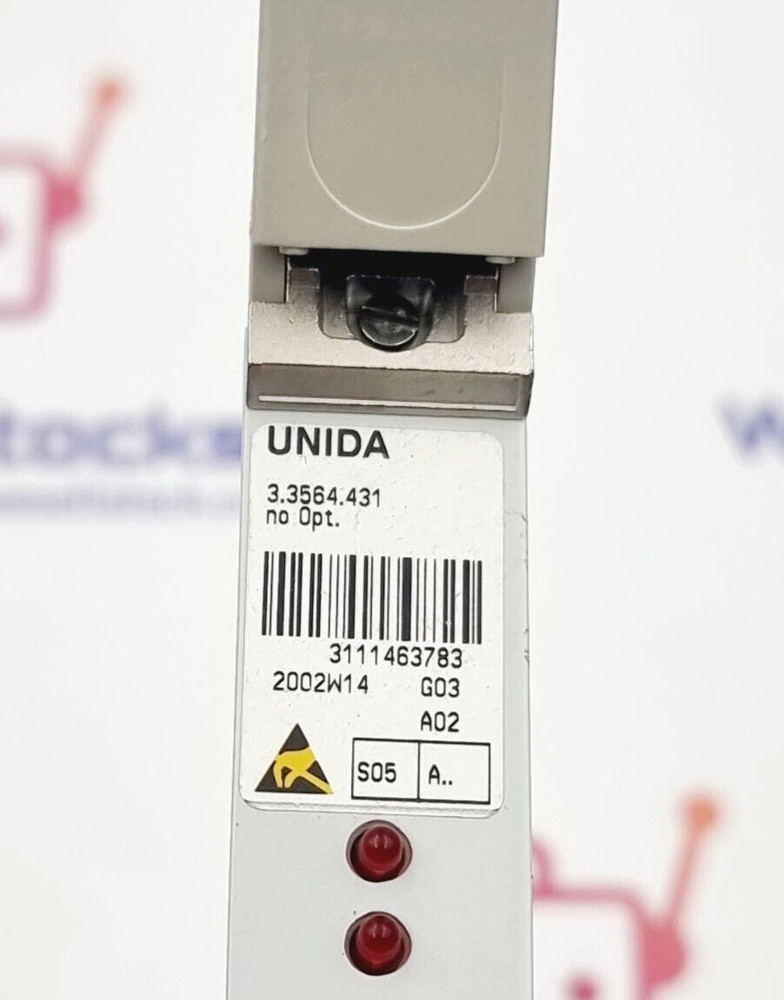 UNIDA
3.3564.431
no Opt.
3111463783
2002W14 G03
A02
S05 A..